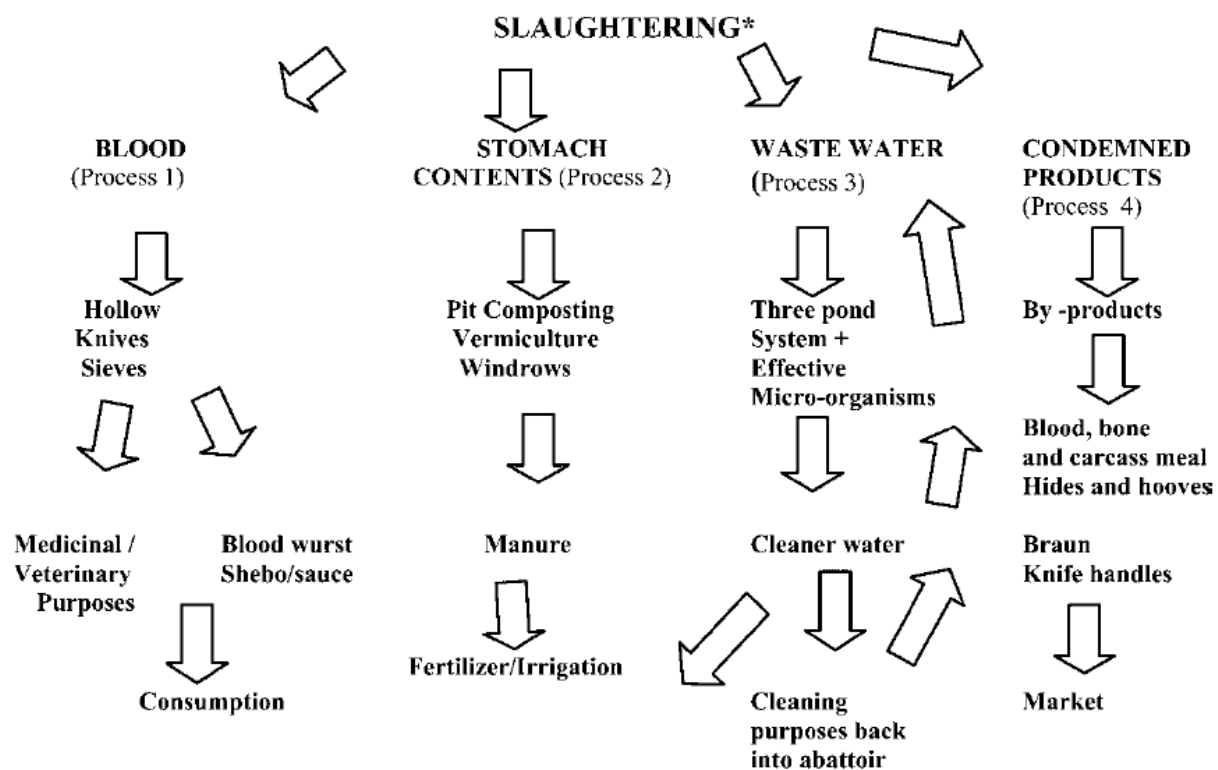 SLAUGHTERING*
BLOOD
(Process 1)
STOMACH
CONTENTS (Process 2)
WASTE WATER
(Process 3)
CONDEMNED
PRODUCTS
(Process 4)
Hollow
Knives
Sieves
Pit Composting
Vermiculture
Windrows
Three pond
System +
Effective
Micro-organisms
By -products
Blood, bone
and carcass meal
Hides and hooves
Medicinal /
Veterinary
Purposes
Blood wurst
Shebo/sauce
Manure
Cleaner water
Braun
Knife handles
Consumption
Fertilizer/Irrigation
Cleaning
purposes back
into abattoir
Market